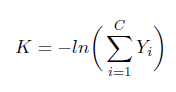 K = −ln(∑_{i=1}^{C} Y_i)